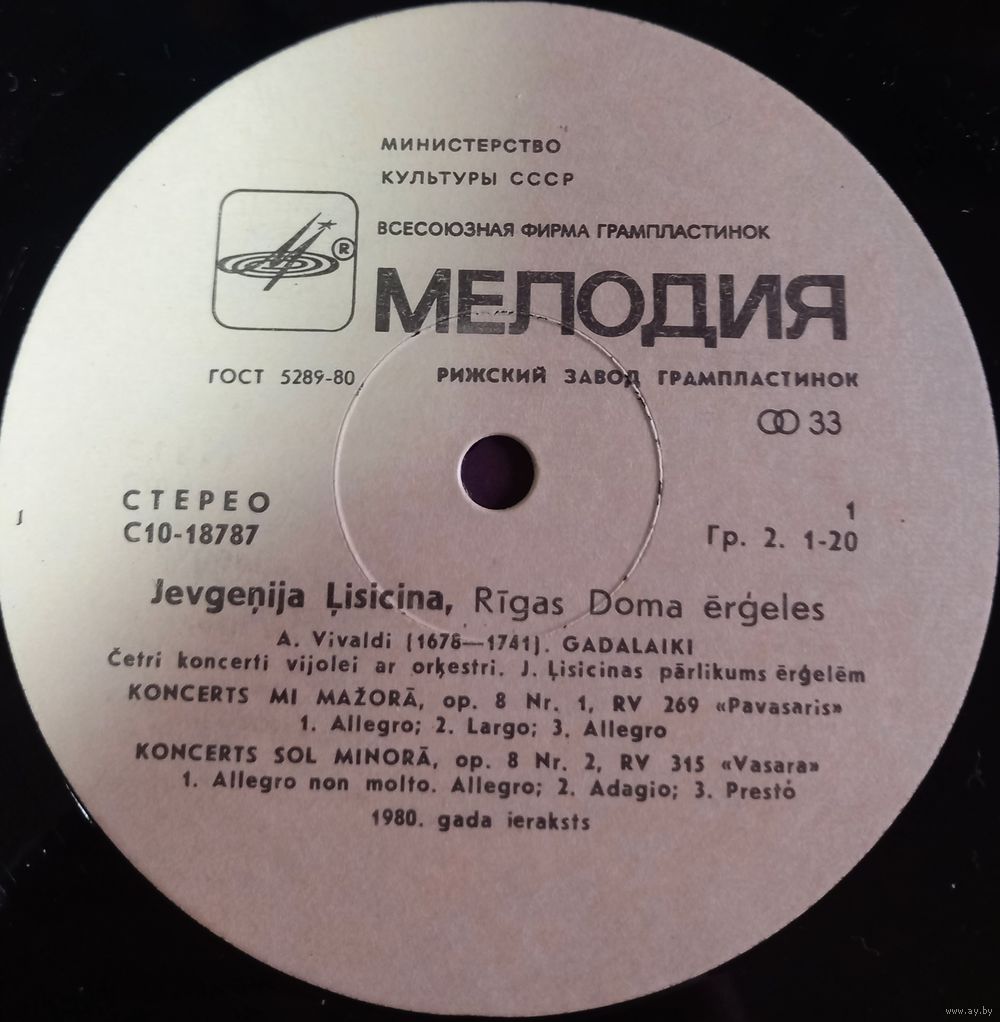 МИНИСТЕРСТВО
КУЛЬТУРЫ СССР
ВСЕСОЮЗНАЯ ФИРМА ГРАМПЛАСТИНОК
®
МЕЛОДИЯ
ГОСТ 5289-80 РИЖСКИЙ ЗАВОД ГРАМПЛАСТИНОК
33
СТЕРЕО 1
С10-18787 Гр. 2. 1-20
Jevgeņija Ļisicina, Rīgas Doma ērģeles
A. Vivaldi (1678—1741). GADALAIKI
Četri koncerti vijolei ar orķestri. J. Ļisicinas pārlikums ērģelēm
KONCERTS MI MAŽORĀ, op. 8 Nr. 1, RV 269 «Pavasaris»
1. Allegro; 2. Largo; 3. Allegro
KONCERTS SOL MINORĀ, op. 8 Nr. 2, RV 315 «Vasara»
1. Allegro non molto. Allegro; 2. Adagio; 3. Presto
1980. gada ieraksts
www.ay.by